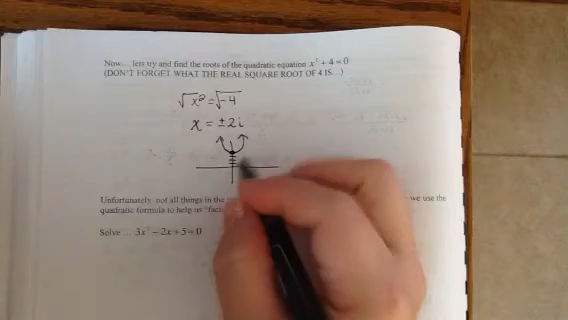 Now... lets try and find the roots of the quadratic equation x² + 4 = 0
(DON'T FORGET WHAT THE REAL SQUARE ROOT OF 4 IS...)
√x² = √-4
x = ±2i
Unfortunately not all things in the we use the
quadratic formula to help us "fact
Solve ... 3x² - 2x + 5 = 0